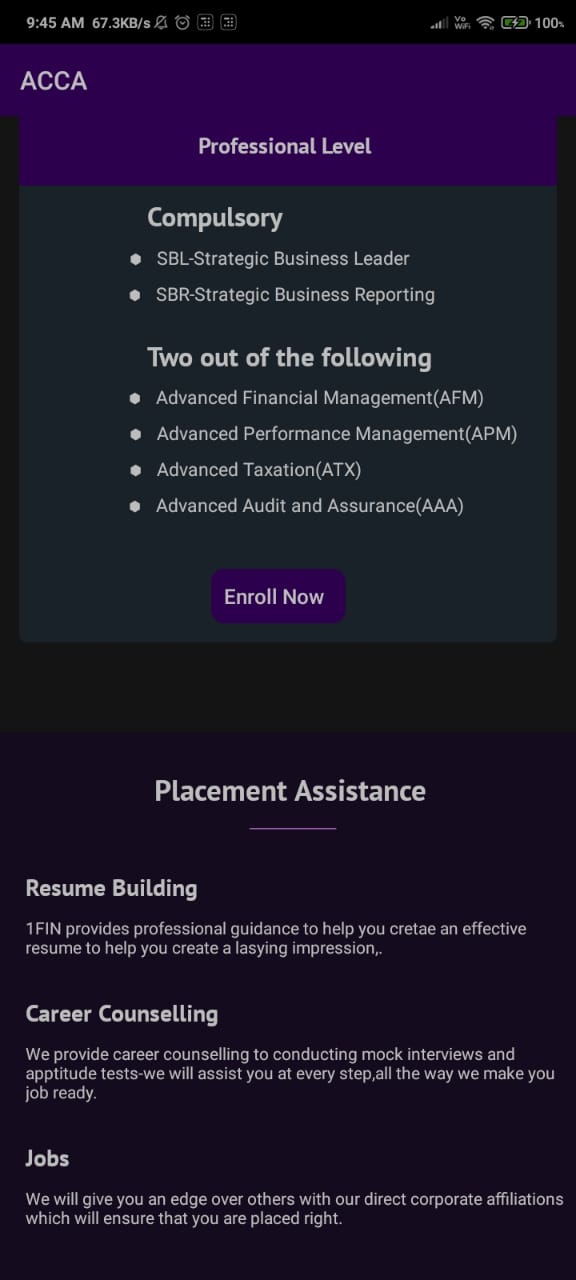 9:45 AM 67.3KB/s
Vo WiFi 100%
ACCA
Professional Level
Compulsory
SBL-Strategic Business Leader
SBR-Strategic Business Reporting
Two out of the following
Advanced Financial Management(AFM)
Advanced Performance Management(APM)
Advanced Taxation(ATX)
Advanced Audit and Assurance(AAA)
Enroll Now
Placement Assistance
Resume Building
1FIN provides professional guidance to help you cretae an effective
resume to help you create a lasying impression,.
Career Counselling
We provide career counselling to conducting mock interviews and
apptitude tests-we will assist you at every step,all the way we make you
job ready.
Jobs
We will give you an edge over others with our direct corporate affiliations
which will ensure that you are placed right.